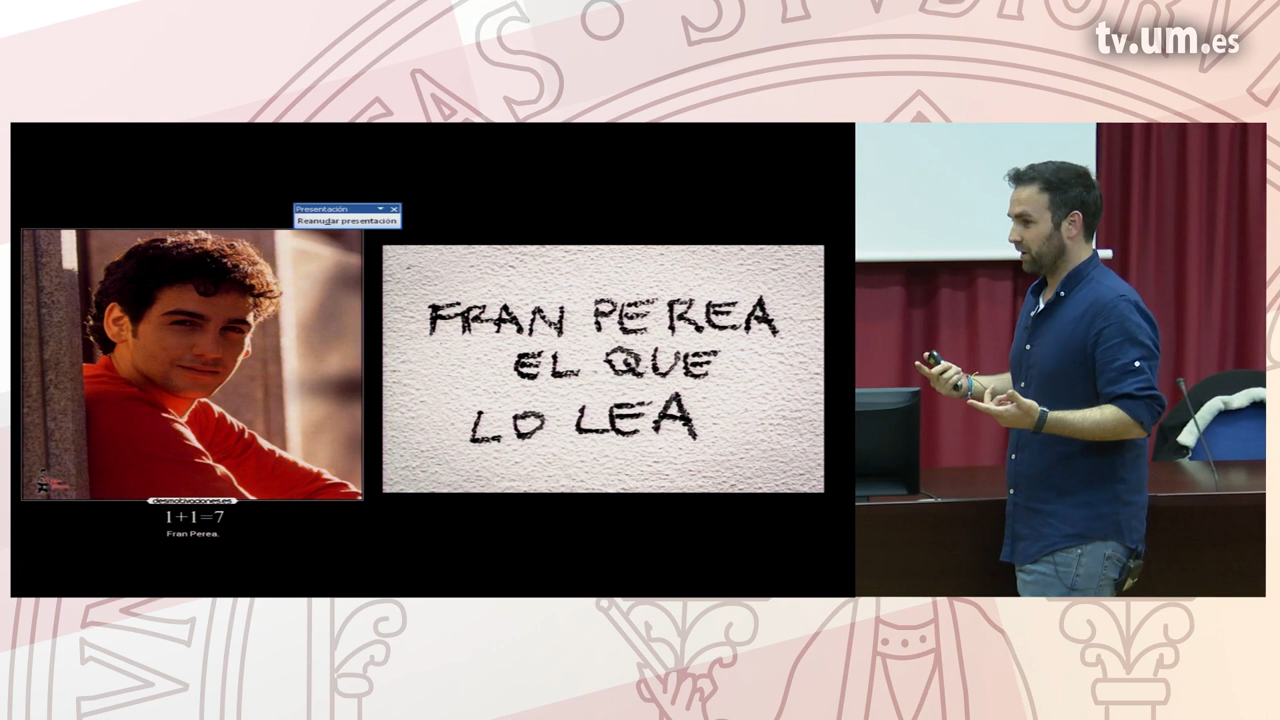 tv.um.es
Presentación
Reanudar presentación
FRAN PEREA
EL QUE
LO LEA
desmotivaciones.es
1+1=7
Fran Perea.